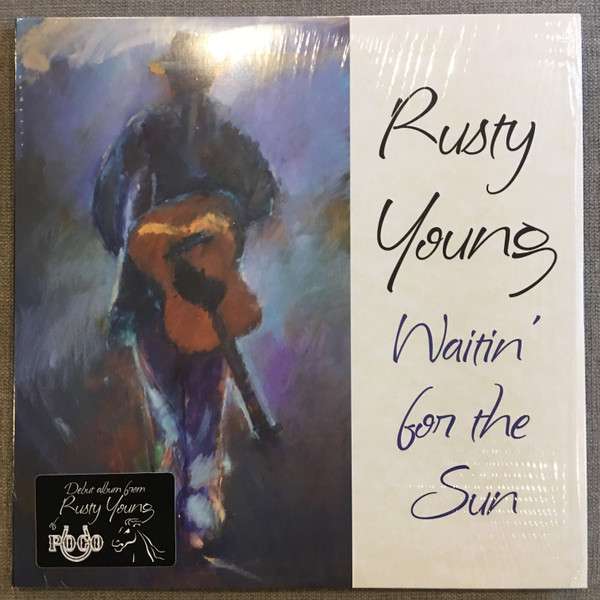 Rusty
Young
Waitin'
for the
Sun
Debut album from
Rusty Young
of
POCO